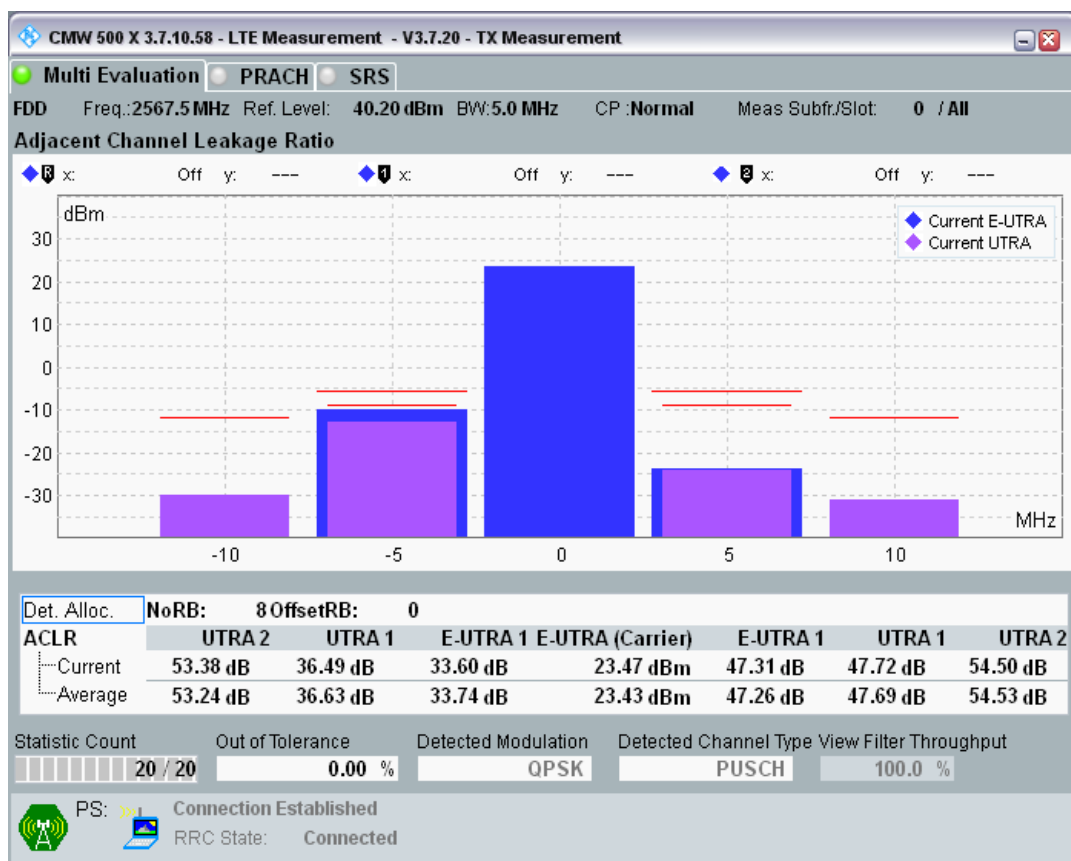 CMW 500 X 3.7.10.58 - LTE Measurement - V3.7.20 - TX Measurement
Multi Evaluation PRACH SRS
FDD Freq.:2567.5 MHz Ref. Level: 40.20 dBm BW:5.0 MHz CP :Normal Meas Subfr./Slot: 0 / All
Adjacent Channel Leakage Ratio
R x: Off y: --- 1 x: Off y: --- 2 x: Off y: ---
dBm
Current E-UTRA
Current UTRA
30
20
10
0
-10
-20
-30
MHz
-10 -5 0 5 10
Det. Alloc. NoRB: 8 OffsetRB: 0
ACLR UTRA 2 UTRA 1 E-UTRA 1 E-UTRA (Carrier) E-UTRA 1 UTRA 1 UTRA 2
Current 53.38 dB 36.49 dB 33.60 dB 23.47 dBm 47.31 dB 47.72 dB 54.50 dB
Average 53.24 dB 36.63 dB 33.74 dB 23.43 dBm 47.26 dB 47.69 dB 54.53 dB
Statistic Count Out of Tolerance Detected Modulation Detected Channel Type View Filter Throughput
20 / 20 0.00 % QPSK PUSCH 100.0 %
PS: Connection Established
RRC State: Connected